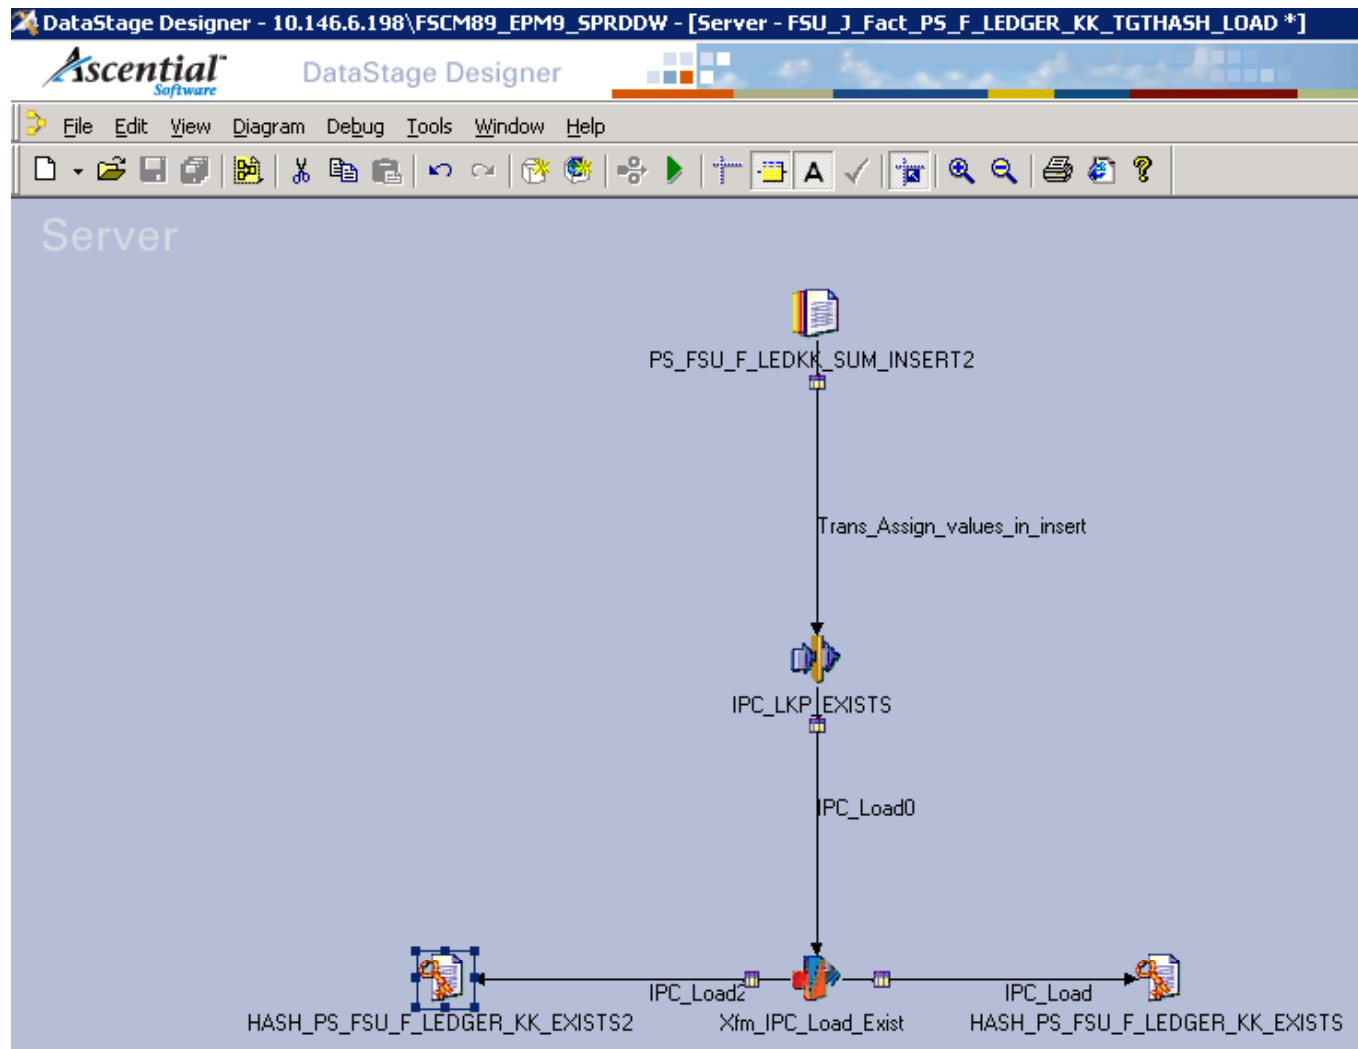 DataStage Designer - 10.146.6.198\FSCM89_EPM9_SPRDDW - [Server - FSU_J_Fact_PS_F_LEDGER_KK_TGTHASH_LOAD *]
Ascential™ Software DataStage Designer
File Edit View Diagram Debug Tools Window Help
A
Server
PS_FSU_F_LEDKK_SUM_INSERT2
Trans_Assign_values_in_insert
IPC_LKP_EXISTS
IPC_Load0
IPC_Load2 IPC_Load
HASH_PS_FSU_F_LEDGER_KK_EXISTS2 Xfm_IPC_Load_Exist HASH_PS_FSU_F_LEDGER_KK_EXISTS